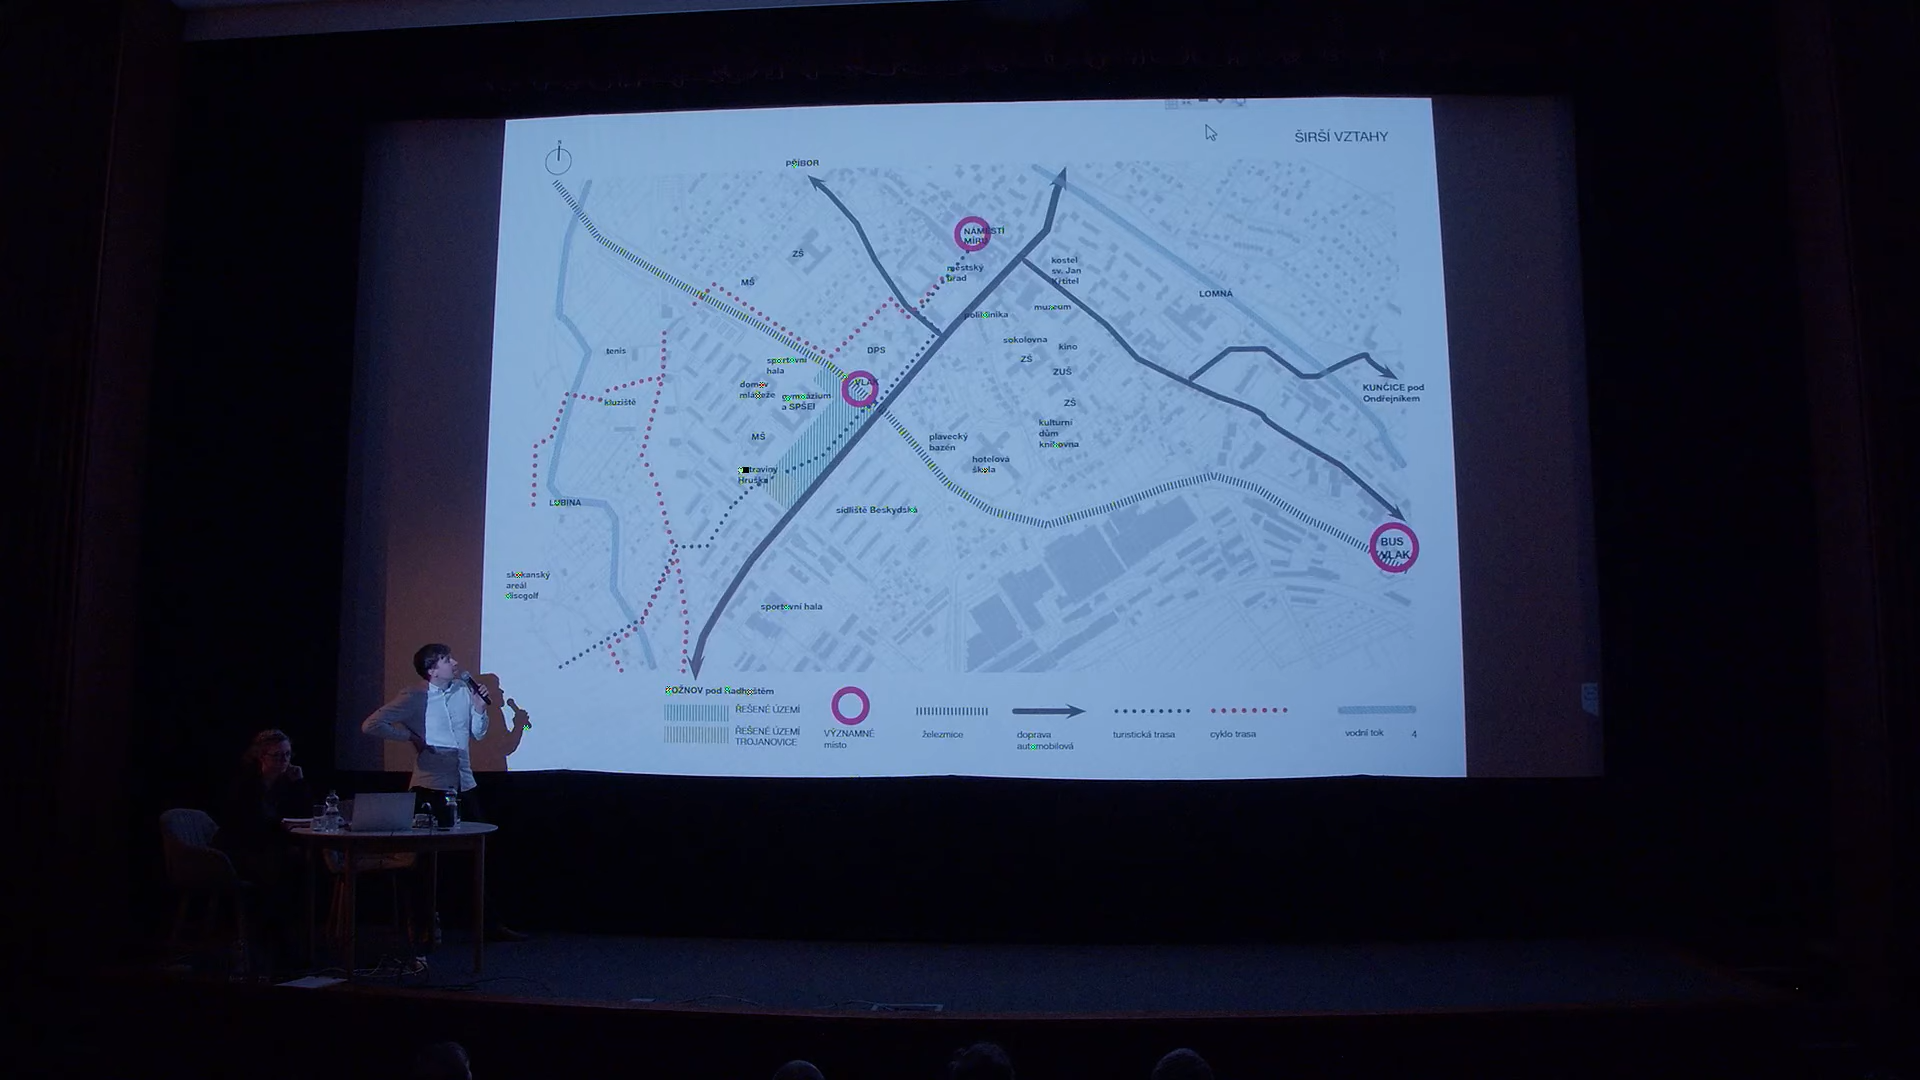 ŠIRŠÍ VZTAHY
N
PŘÍBOR
NÁMĚSTÍ
MÍRU
ZŠ
městský
úřad
kostel
sv. Jan
Křtitel
MŠ
LOMNÁ
muzeum
poliklinika
sokolovna
kino
tenis
DPS
sportovní
hala
ZŠ
ZUŠ
VLAK
domov
mládeže
gymnázium
a SPŠEI
KUNČICE pod
Ondřejníkem
kluziště
ZŠ
MŠ
plavecký
bazén
kulturní
dům
knihovna
hotelová
škola
potraviny
Hruška
LUBINA
sídliště Beskydská
BUS
VLAK
skokanský
areál
discgolf
sportovní hala
ROŽNOV pod Radhoštěm
ŘEŠENÉ ÚZEMÍ
ŘEŠENÉ ÚZEMÍ
TROJANOVICE
VÝZNAMNÉ
místo
železnice
doprava
automobilová
turistická trasa
cyklo trasa
vodní tok
4